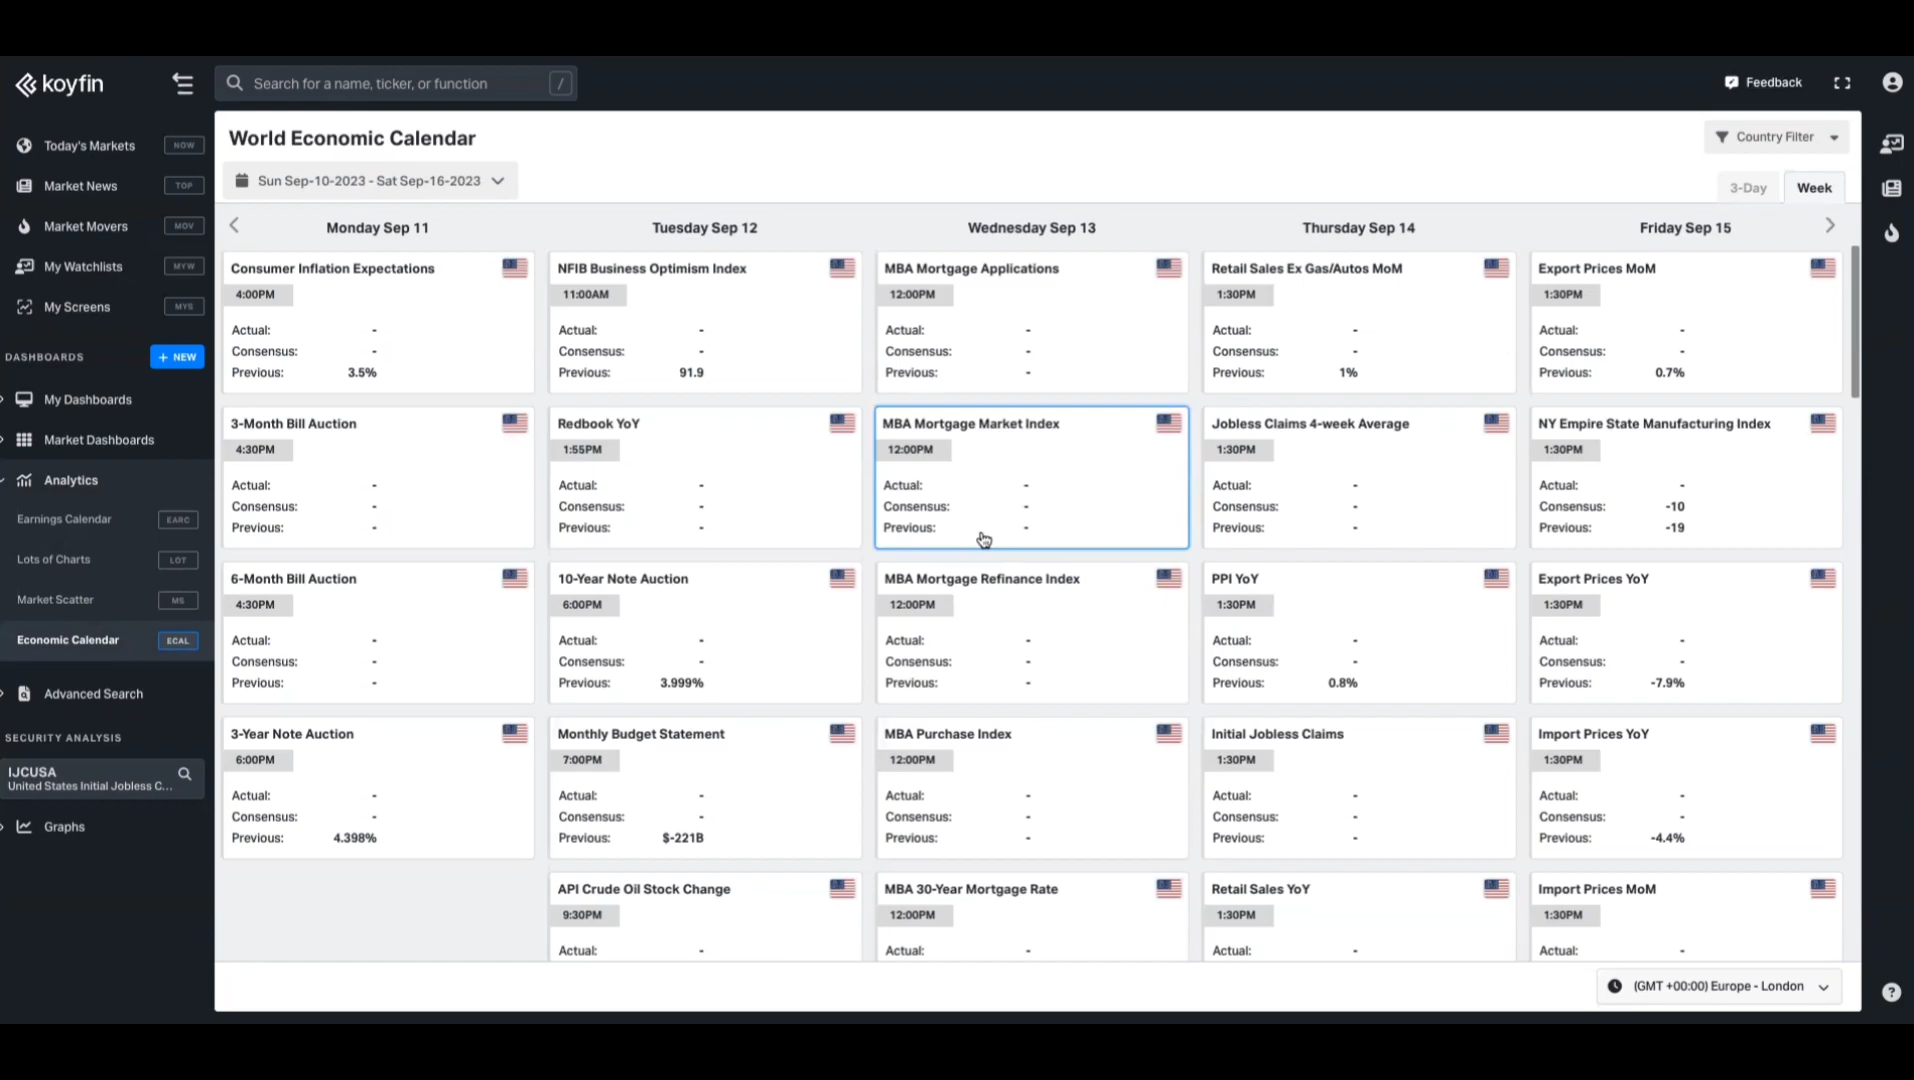 koyfin
Search for a name, ticker, or function
/
Feedback
Today's Markets NOW
Market News TOP
Market Movers MOV
My Watchlists MYW
My Screens MYS
DASHBOARDS
+ NEW
My Dashboards
Market Dashboards
Analytics
Earnings Calendar EARC
Lots of Charts LOT
Market Scatter MS
Economic Calendar ECAL
Advanced Search
SECURITY ANALYSIS
IJCUSA
United States Initial Jobless C...
Graphs
World Economic Calendar
Country Filter
Sun Sep-10-2023 - Sat Sep-16-2023
3-Day
Week
Monday Sep 11
Consumer Inflation Expectations
4:00PM
Actual: -
Consensus: -
Previous: 3.5%
3-Month Bill Auction
4:30PM
Actual: -
Consensus: -
Previous: -
6-Month Bill Auction
4:30PM
Actual: -
Consensus: -
Previous: -
3-Year Note Auction
6:00PM
Actual: -
Consensus: -
Previous: 4.398%
Tuesday Sep 12
NFIB Business Optimism Index
11:00AM
Actual: -
Consensus: -
Previous: 91.9
Redbook YoY
1:55PM
Actual: -
Consensus: -
Previous: -
10-Year Note Auction
6:00PM
Actual: -
Consensus: -
Previous: 3.999%
Monthly Budget Statement
7:00PM
Actual: -
Consensus: -
Previous: $-221B
API Crude Oil Stock Change
9:30PM
Actual: -
Wednesday Sep 13
MBA Mortgage Applications
12:00PM
Actual: -
Consensus: -
Previous: -
MBA Mortgage Market Index
12:00PM
Actual: -
Consensus: -
Previous: -
MBA Mortgage Refinance Index
12:00PM
Actual: -
Consensus: -
Previous: -
MBA Purchase Index
12:00PM
Actual: -
Consensus: -
Previous: -
MBA 30-Year Mortgage Rate
12:00PM
Actual: -
Thursday Sep 14
Retail Sales Ex Gas/Autos MoM
1:30PM
Actual: -
Consensus: -
Previous: 1%
Jobless Claims 4-week Average
1:30PM
Actual: -
Consensus: -
Previous: -
PPI YoY
1:30PM
Actual: -
Consensus: -
Previous: 0.8%
Initial Jobless Claims
1:30PM
Actual: -
Consensus: -
Previous: -
Retail Sales YoY
1:30PM
Actual: -
Friday Sep 15
Export Prices MoM
1:30PM
Actual: -
Consensus: -
Previous: 0.7%
NY Empire State Manufacturing Index
1:30PM
Actual: -
Consensus: -10
Previous: -19
Export Prices YoY
1:30PM
Actual: -
Consensus: -
Previous: -7.9%
Import Prices YoY
1:30PM
Actual: -
Consensus: -
Previous: -4.4%
Import Prices MoM
1:30PM
Actual: -
(GMT +00:00) Europe - London
?